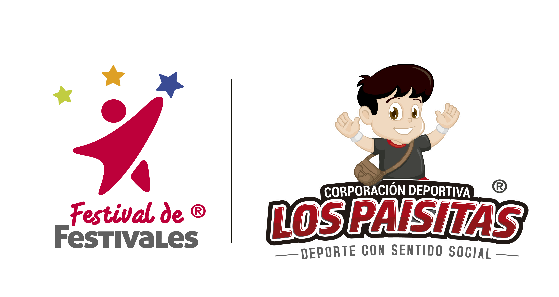 Festival de ®
FESTIVALES
CORPORACIÓN DEPORTIVA ®
LOS PAISITAS
DEPORTE CON SENTIDO SOCIAL